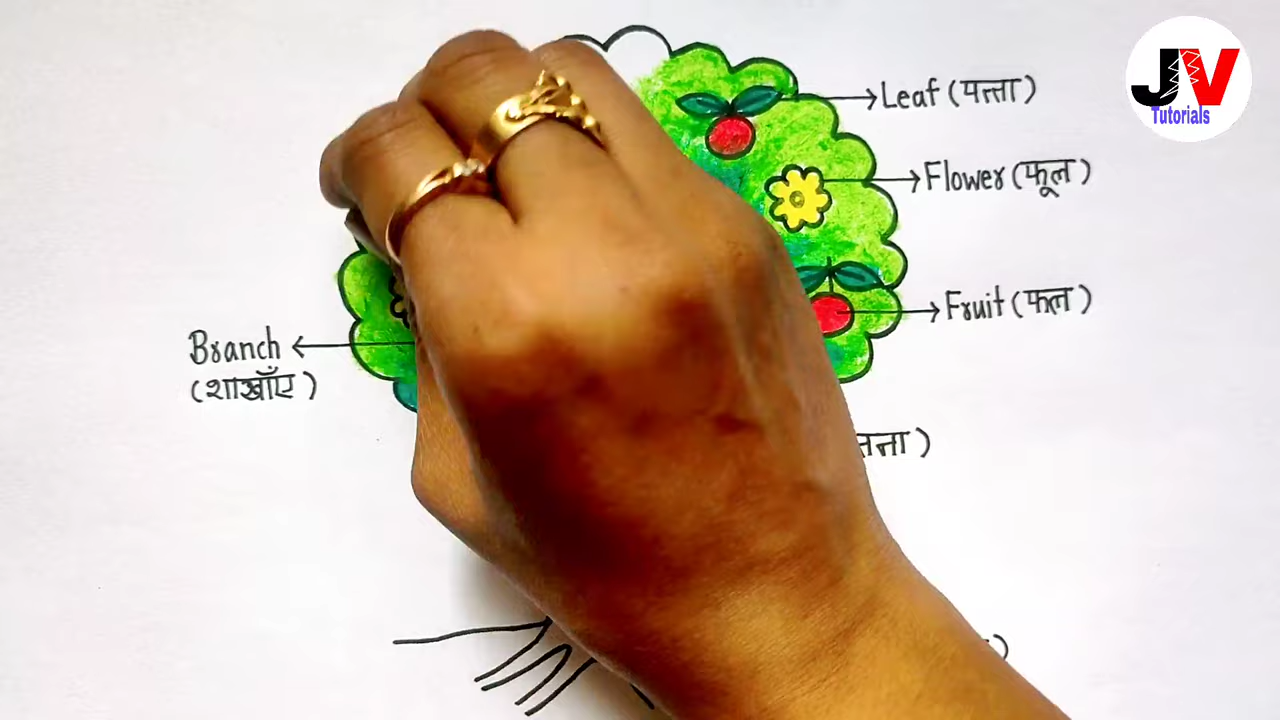 JV
Tutorials
Leaf (पत्ता)
Flower (फूल)
Fruit (फल)
Branch
(शाखाँए)